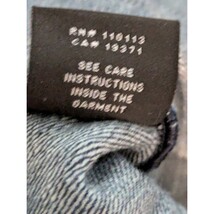 RN# 110113
CA# 19371
SEE CARE
INSTRUCTIONS
INSIDE THE
GARMENT